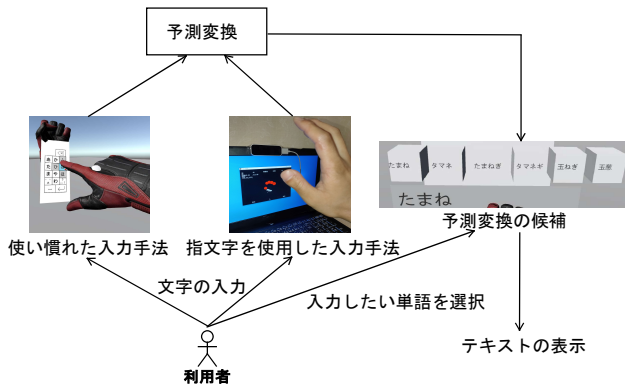 予測変換
たまね
タマネ
たまねぎ
タマネギ
玉ねぎ
玉葱
たまね
使い慣れた入力手法
指文字を使用した入力手法
予測変換の候補
文字の入力
入力したい単語を選択
テキストの表示
利用者